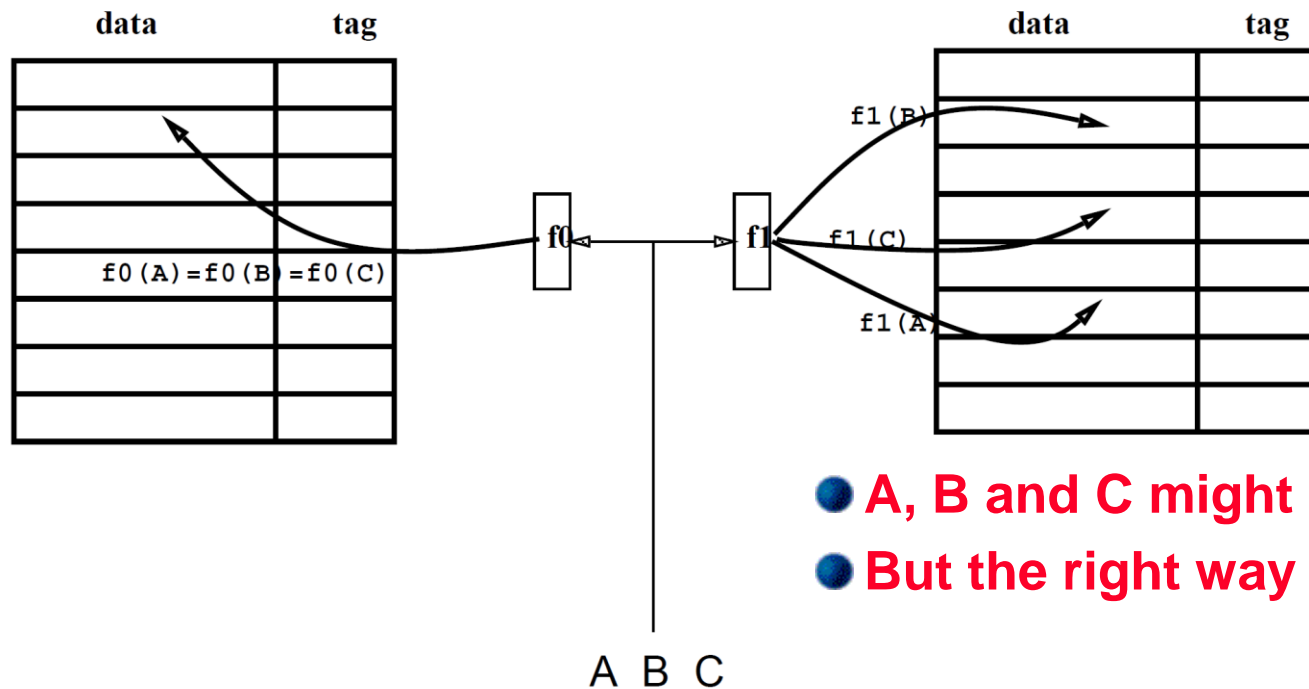 data tag
data tag
f1(B)
f0
f1
f1(C)
f0(A)=f0(B)=f0(C)
f1(A)
A, B and C might
But the right way
A B C